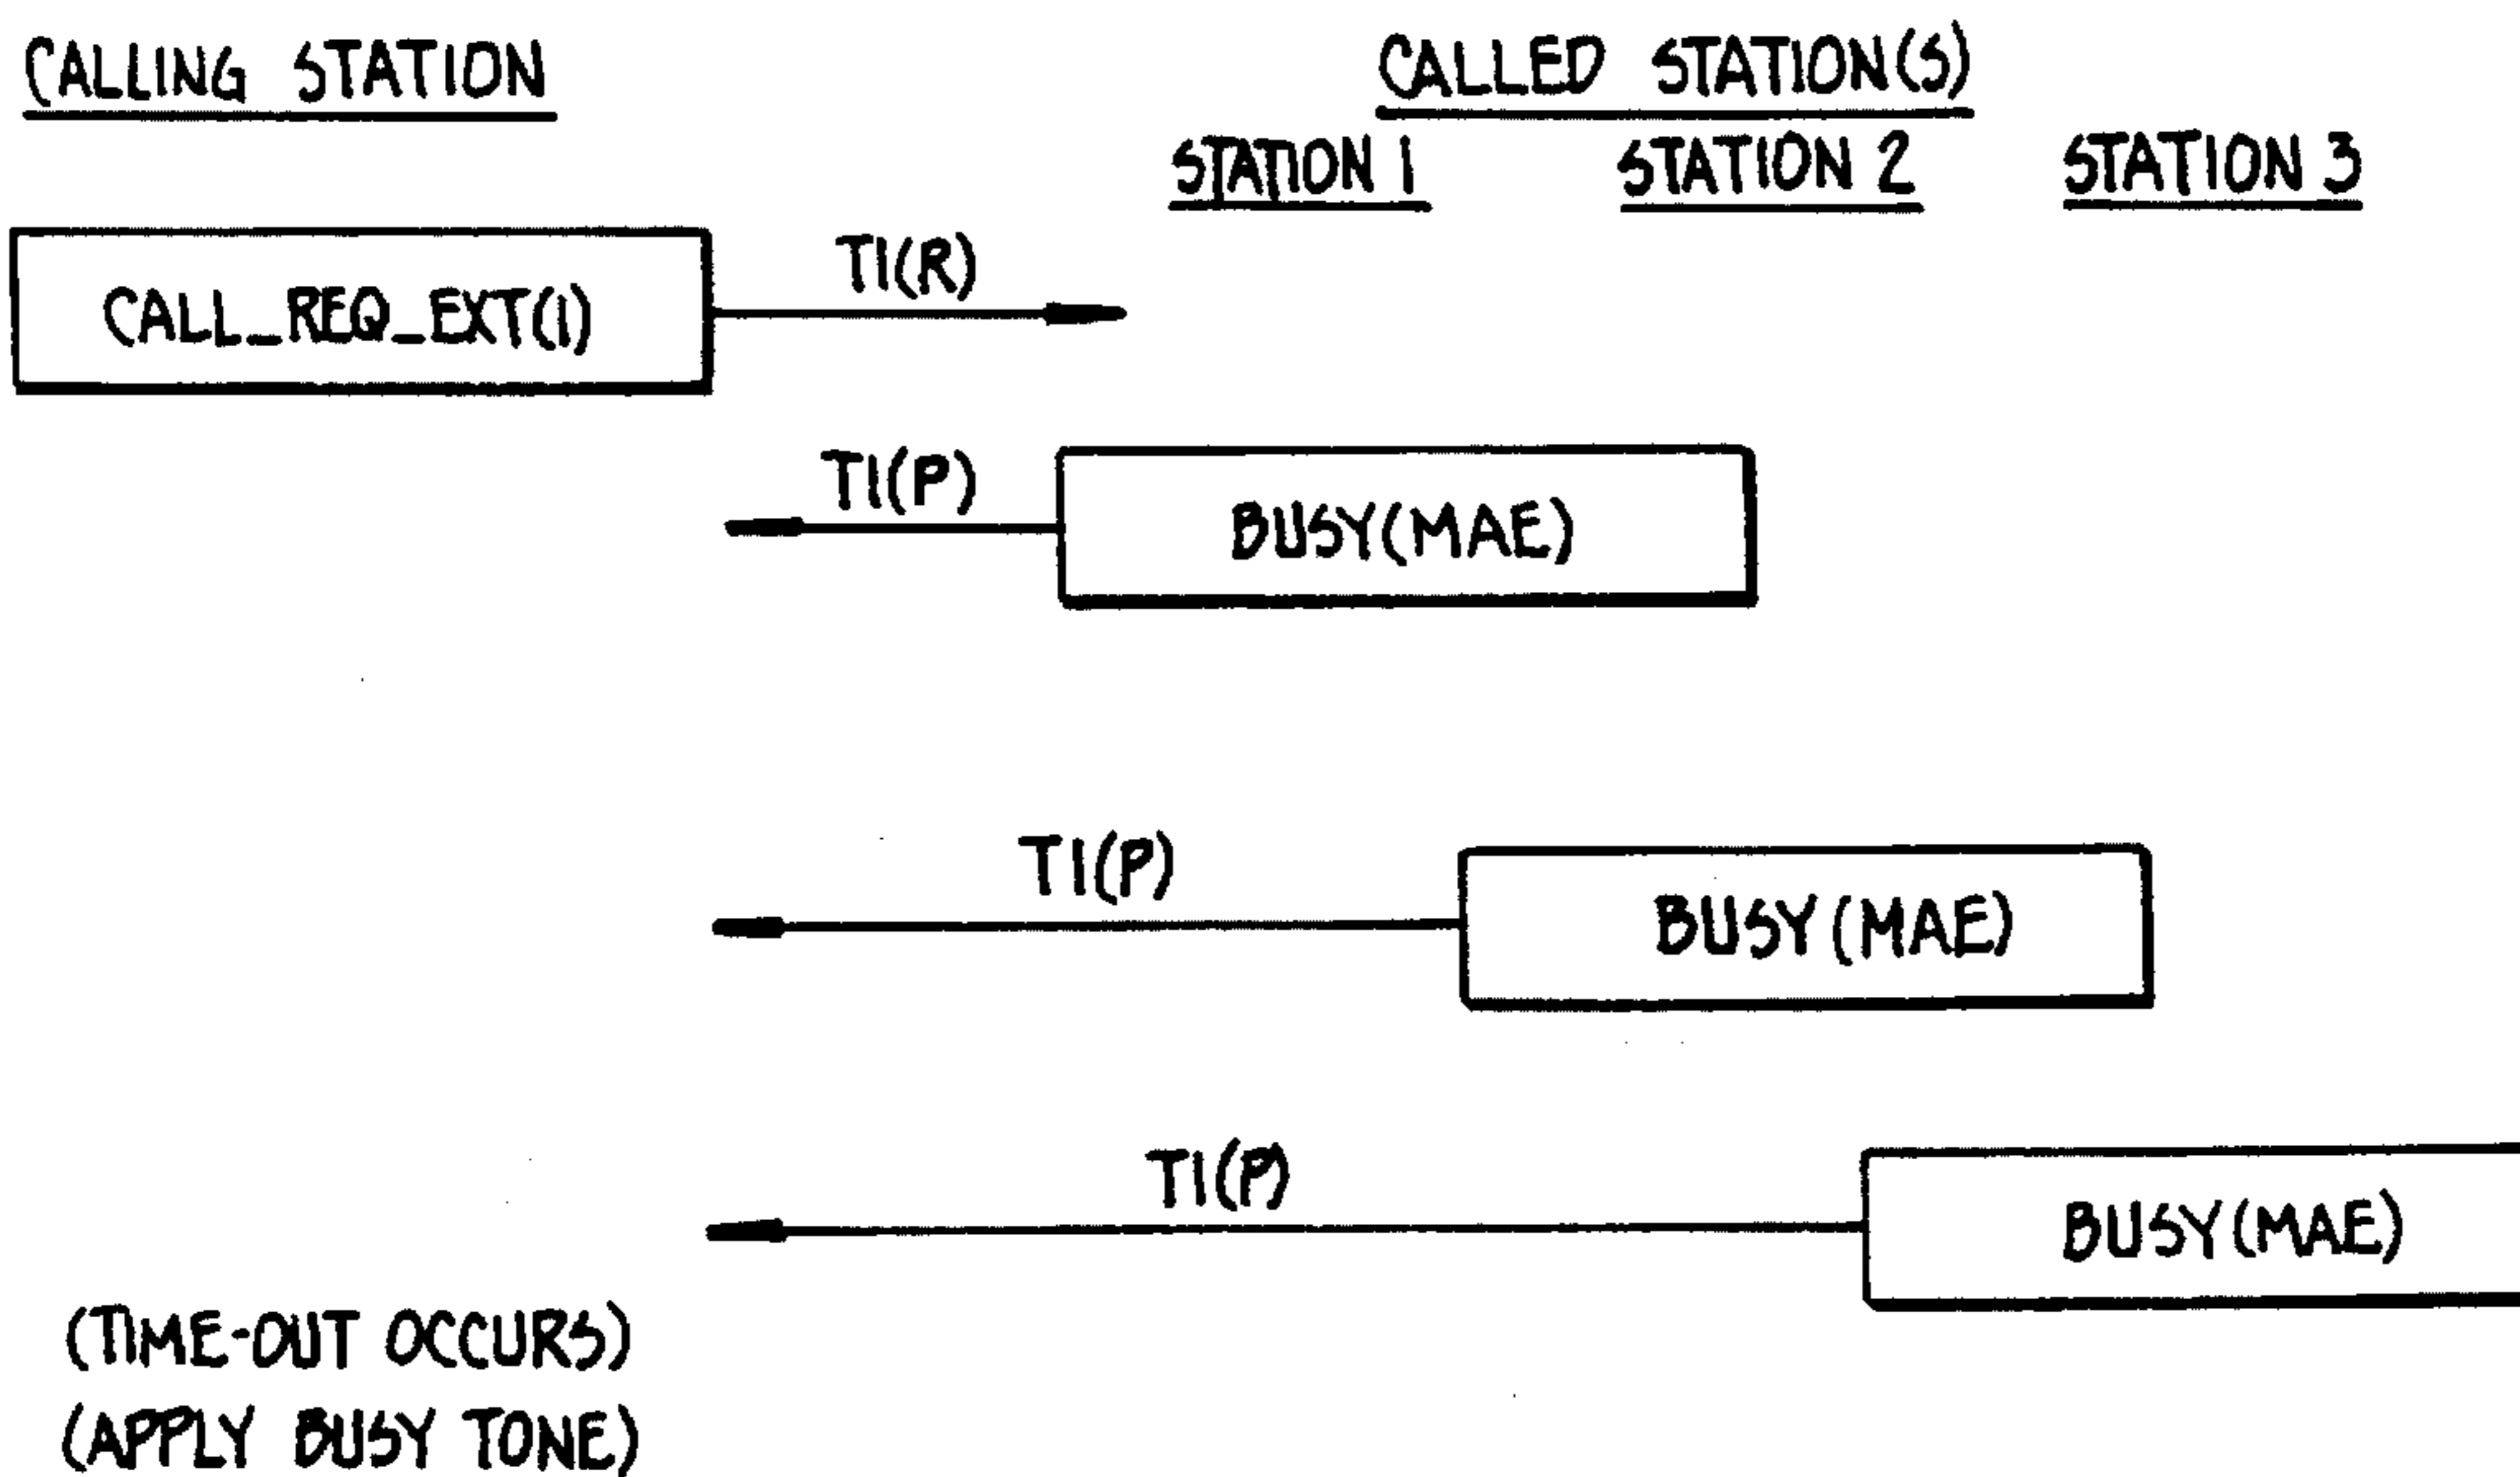 CALLING STATION
CALLED STATION(S)
STATION 1
STATION 2
STATION 3
CALL_REQ_EXT(1)
T1(R)
T1(P)
BUSY(MAE)
T1(P)
BUSY(MAE)
T1(P)
BUSY(MAE)
(TIME-OUT OCCURS)
(APPLY BUSY TONE)